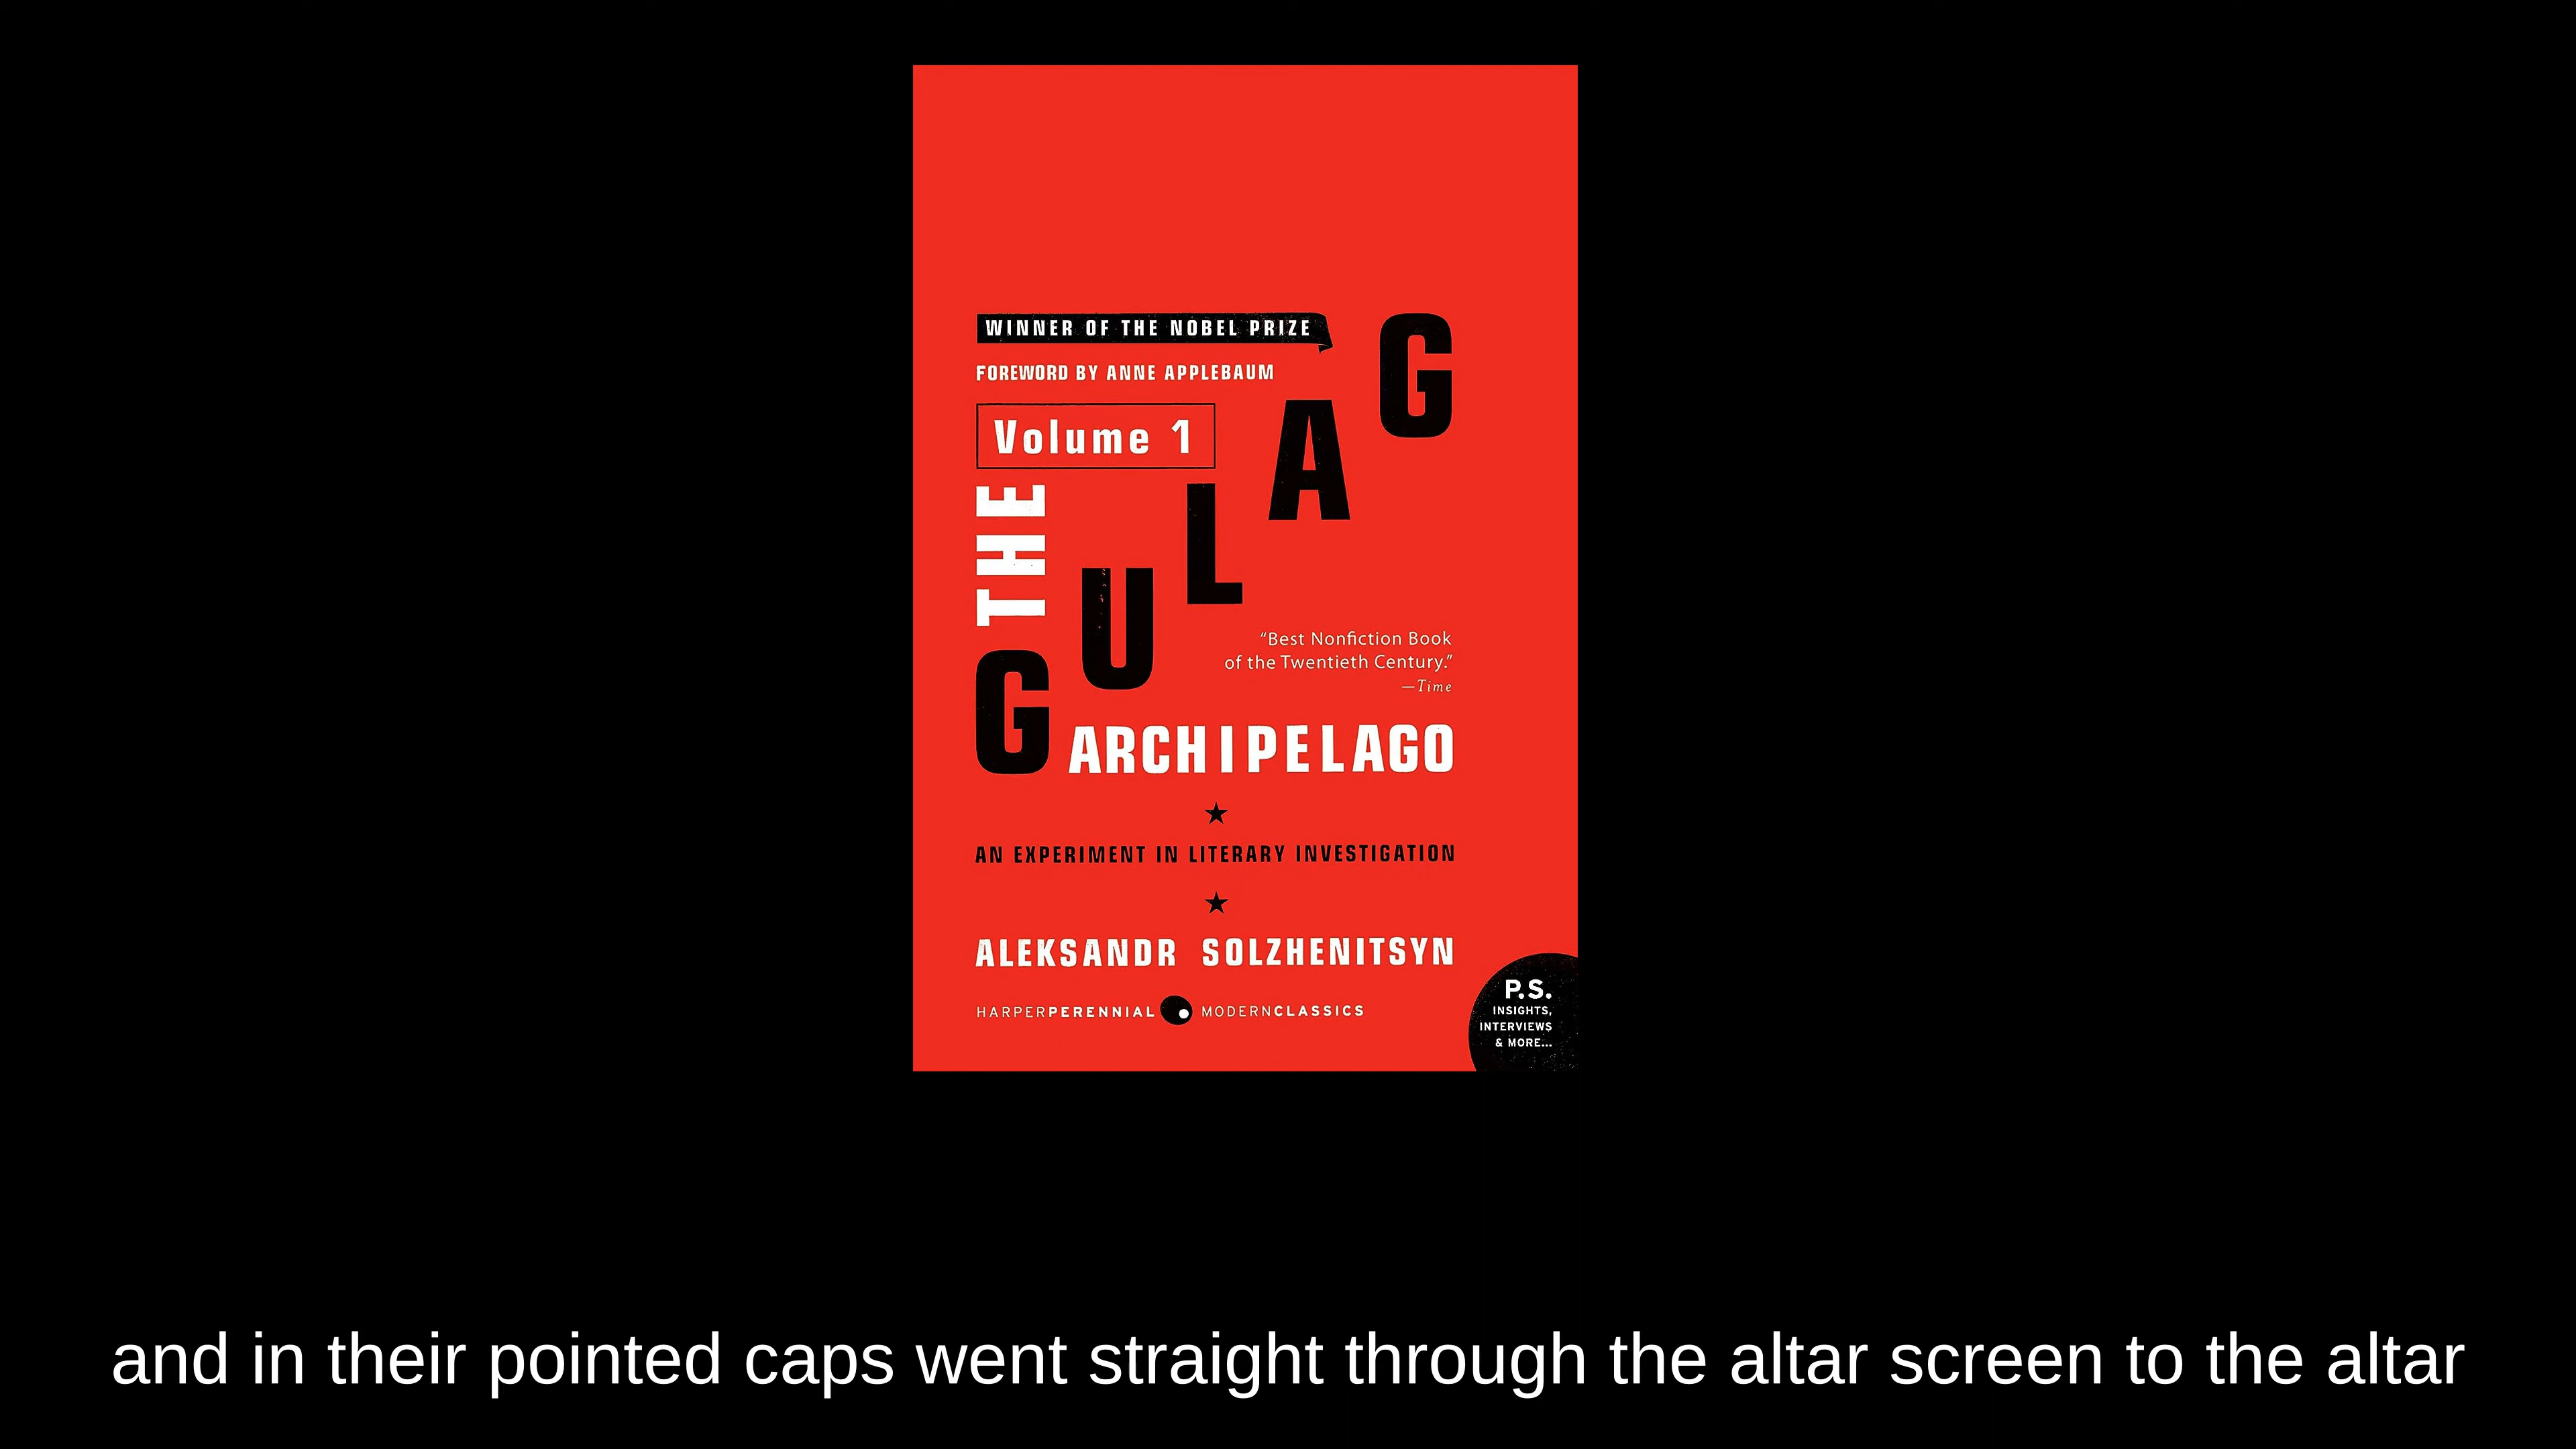 WINNER OF THE NOBEL PRIZE
FOREWORD BY ANNE APPLEBAUM
Volume 1
THE
GULAG
ARCHIPELAGO
“Best Nonfiction Book
of the Twentieth Century.”
—Time
AN EXPERIMENT IN LITERARY INVESTIGATION
ALEKSANDR SOLZHENITSYN
HARPERPERENNIAL MODERNCLASSICS
P.S.
INSIGHTS,
INTERVIEWS
& MORE...
and in their pointed caps went straight through the altar screen to the altar